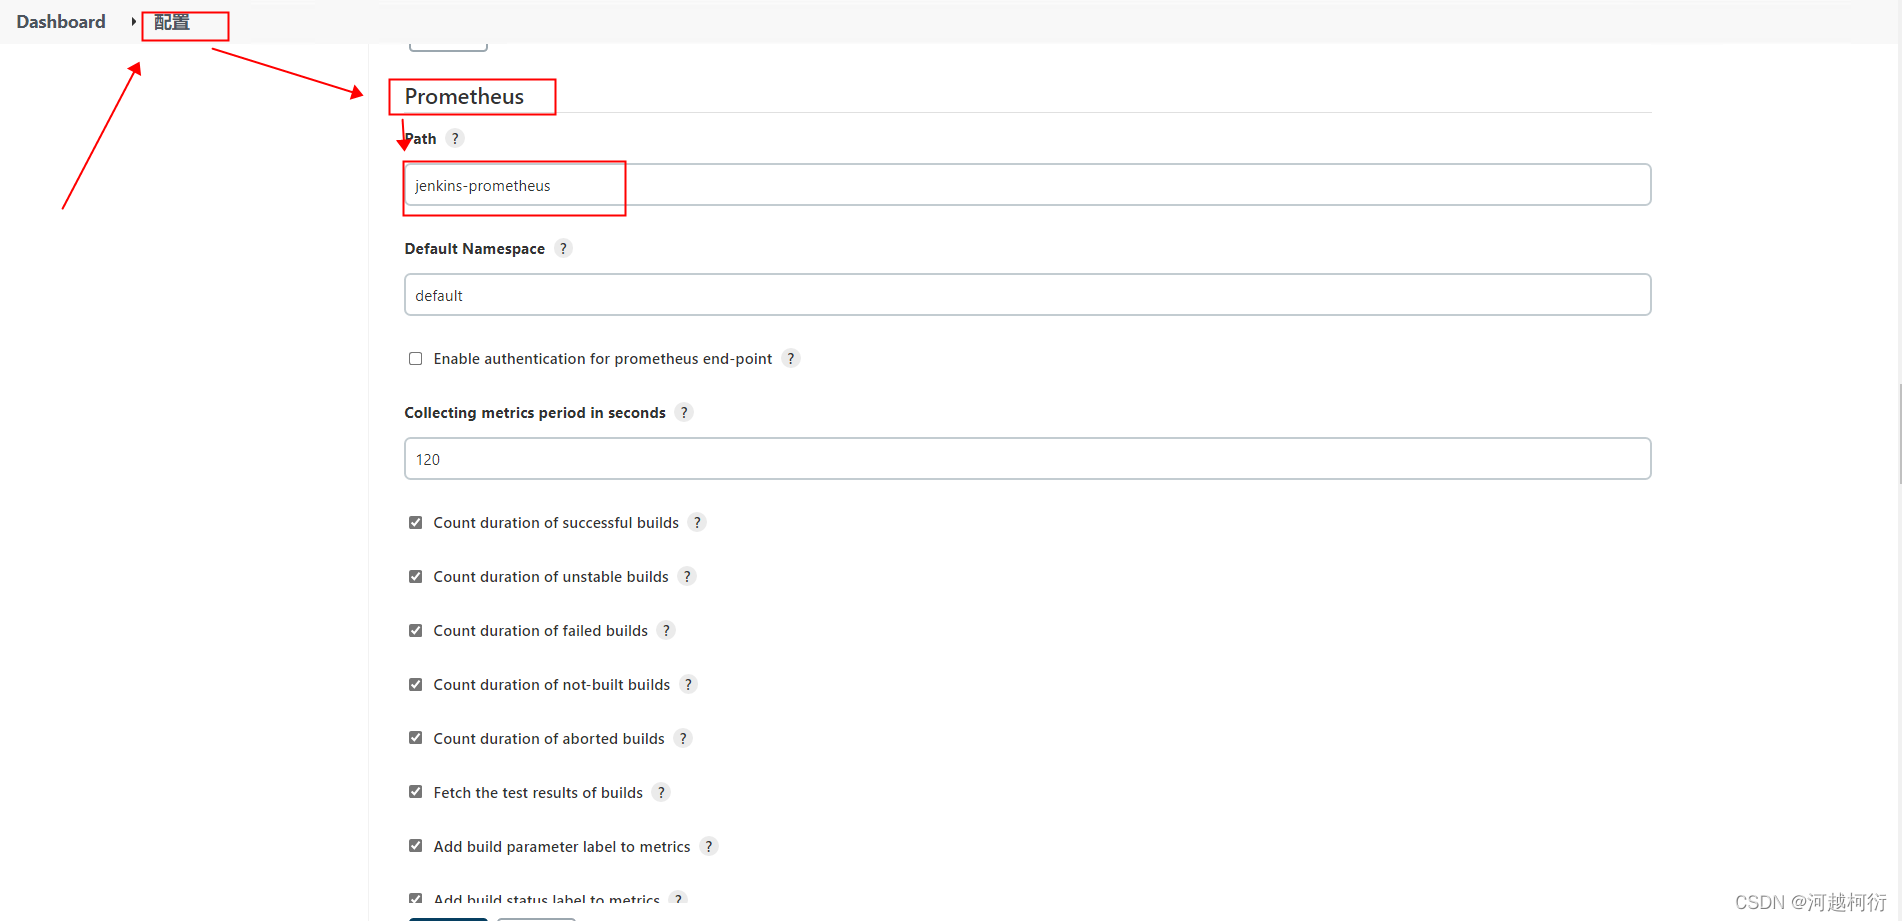 Dashboard 配置
Prometheus
Path ?
jenkins-prometheus
Default Namespace ?
default
Enable authentication for prometheus end-point ?
Collecting metrics period in seconds ?
120
Count duration of successful builds ?
Count duration of unstable builds ?
Count duration of failed builds ?
Count duration of not-built builds ?
Count duration of aborted builds ?
Fetch the test results of builds ?
Add build parameter label to metrics ?
Add build status label to metrics ?
CSDN @河越柯衍